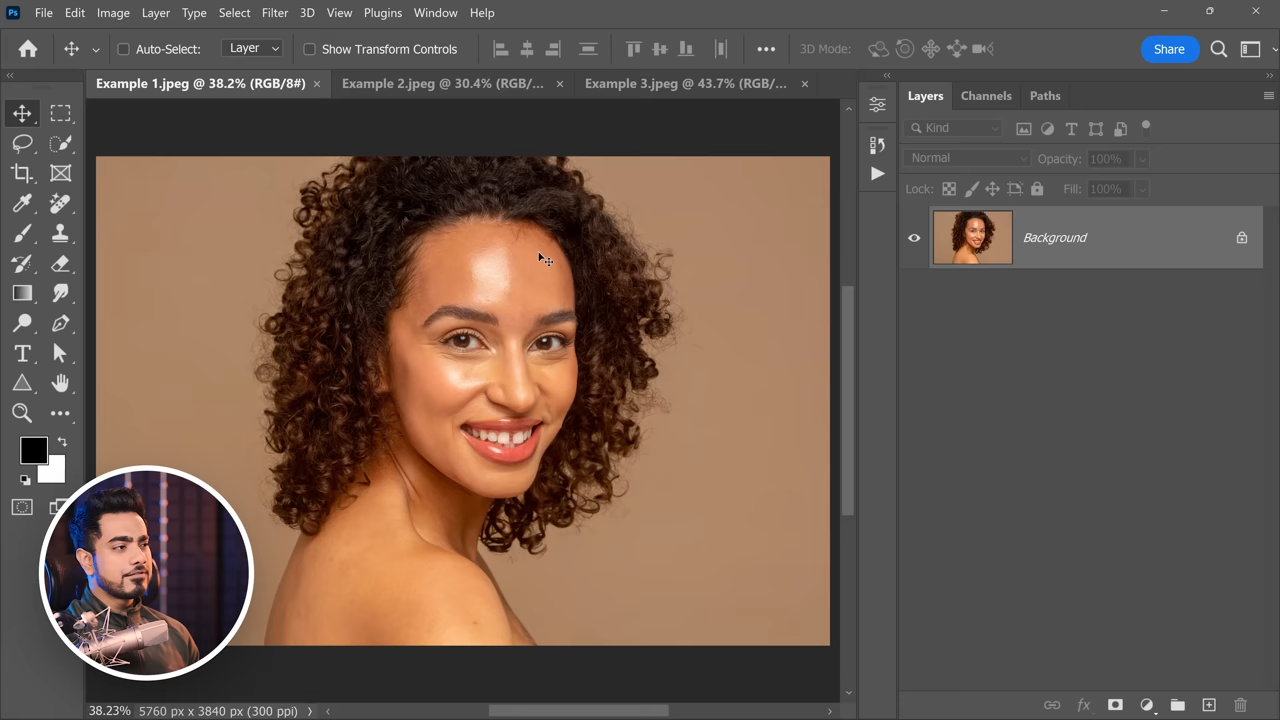 Ps File Edit Image Layer Type Select Filter 3D View Plugins Window Help
Auto-Select: Layer Show Transform Controls 3D Mode: Share
Example 1.jpeg @ 38.2% (RGB/8#) Example 2.jpeg @ 30.4% (RGB/... Example 3.jpeg @ 43.7% (RGB/...
Layers Channels Paths
Kind
Normal Opacity: 100%
Lock: Fill: 100%
Background
38.23% 5760 px x 3840 px (300 ppi)